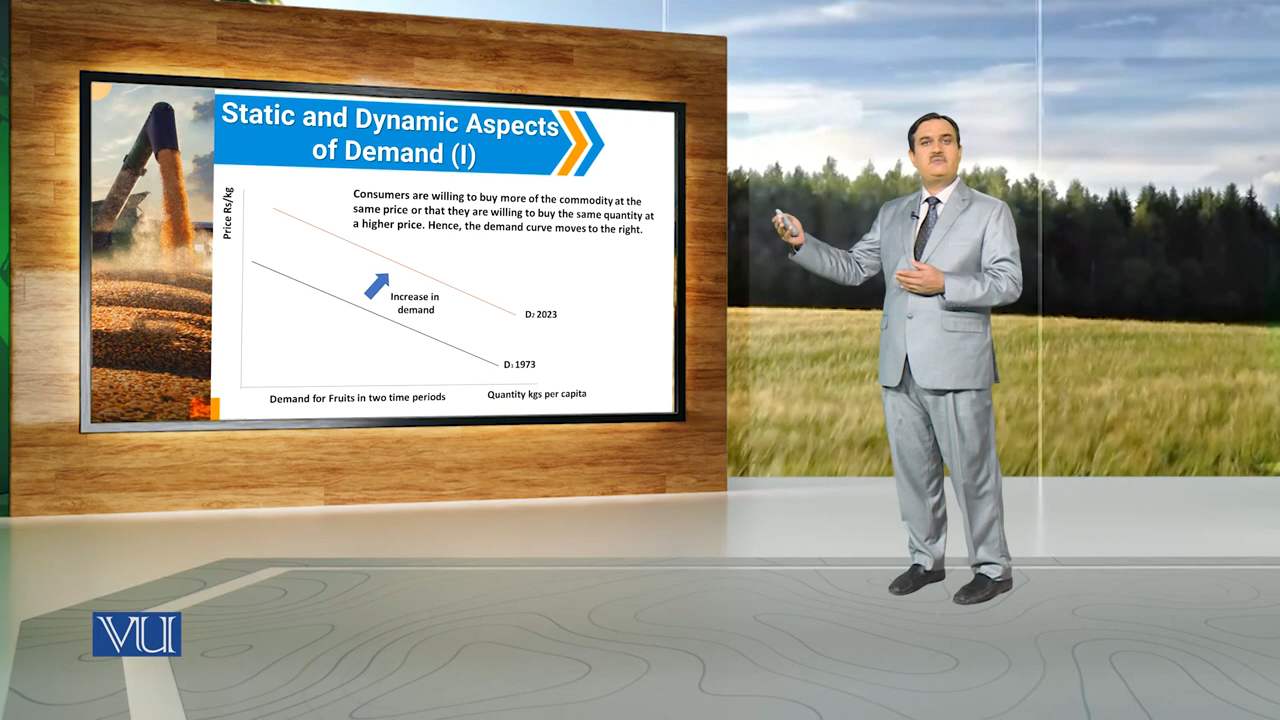 Static and Dynamic Aspects
of Demand (I)
Price Rs/kg
Consumers are willing to buy more of the commodity at the
same price or that they are willing to buy the same quantity at
a higher price. Hence, the demand curve moves to the right.
Increase in
demand
D₂ 2023
D₁ 1973
Demand for Fruits in two time periods
Quantity kgs per capita
VU